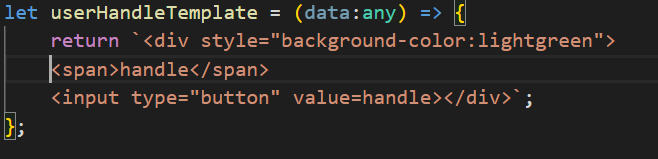 let userHandleTemplate = (data:any) => {
return `<div style="background-color:lightgreen">
<span>handle</span>
<input type="button" value=handle></div>`;
};